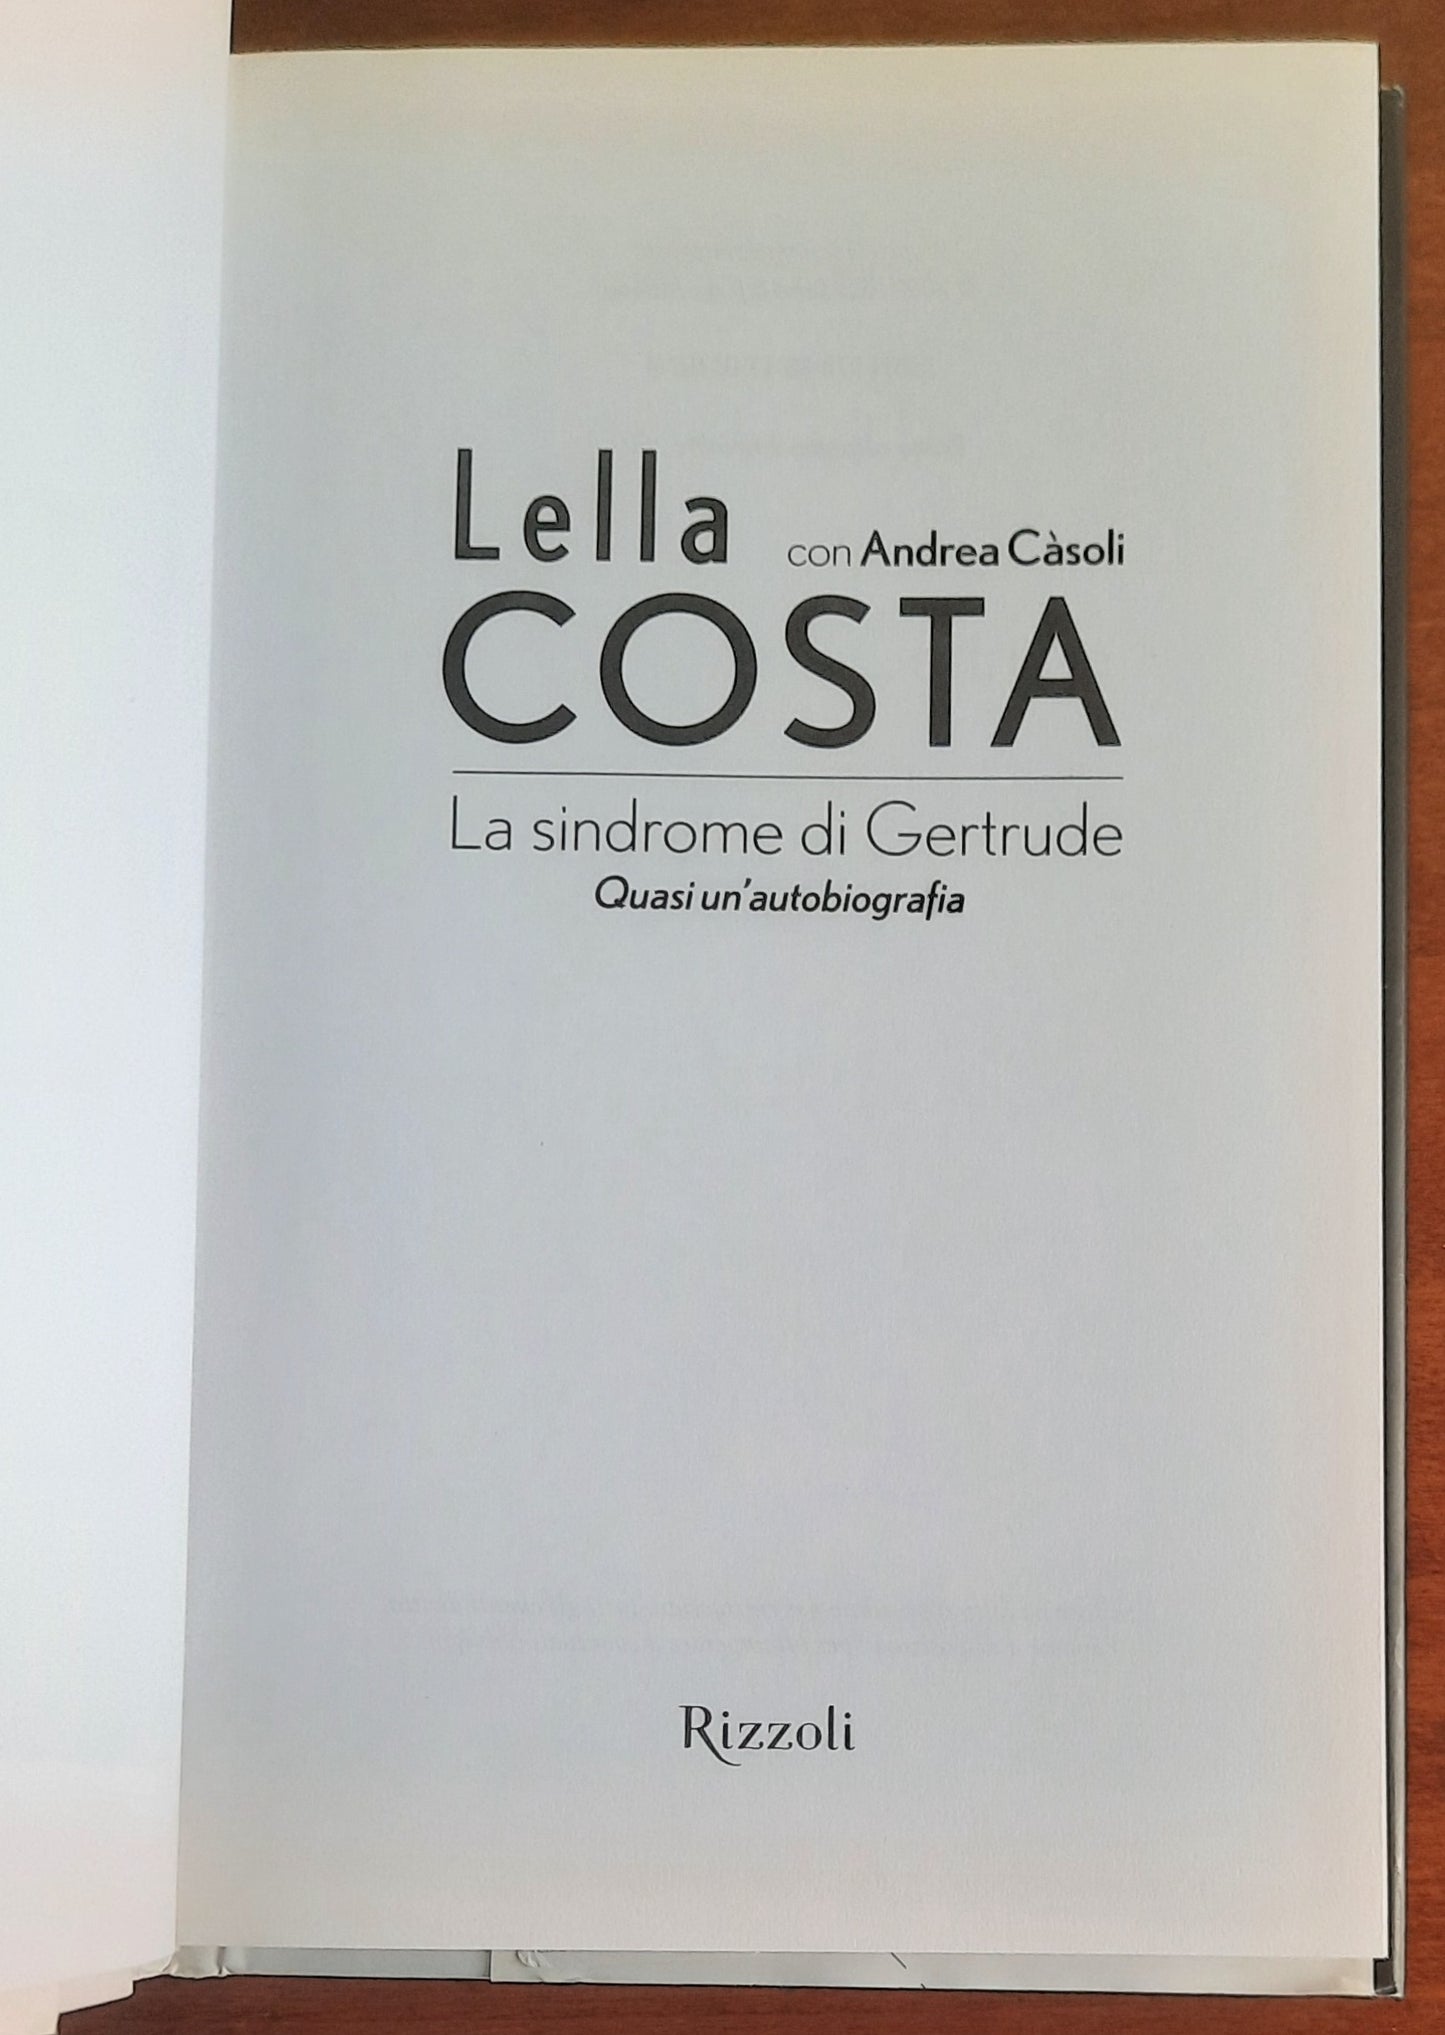 Lella con Andrea Càsoli
COSTA
La sindrome di Gertrude
Quasi un'autobiografia
Rizzoli